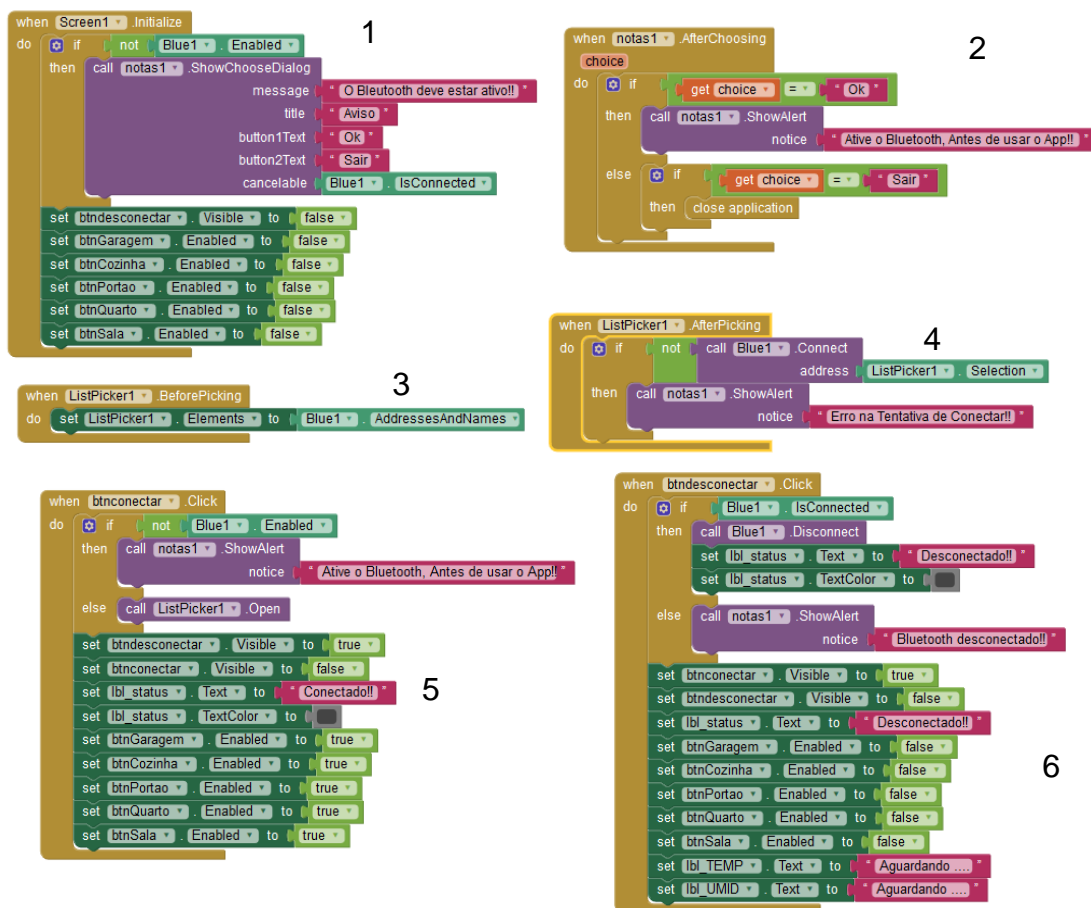 1
when Screen1 .Initialize
do if not Blue1 . Enabled
then call notas1 .ShowChooseDialog
message " O Bleutooth deve estar ativo!! "
title " Aviso "
button1Text " Ok "
button2Text " Sair "
cancelable Blue1 . IsConnected
set btndesconectar . Visible to false
set btnGaragem . Enabled to false
set btnCozinha . Enabled to false
set btnPortao . Enabled to false
set btnQuarto . Enabled to false
set btnSala . Enabled to false
2
when notas1 .AfterChoosing
choice
do if get choice = " Ok "
then call notas1 .ShowAlert
notice " Ative o Bluetooth, Antes de usar o App!! "
else if get choice = " Sair "
then close application
3
when ListPicker1 .BeforePicking
do set ListPicker1 . Elements to Blue1 . AddressesAndNames
4
when ListPicker1 .AfterPicking
do if not call Blue1 .Connect
address ListPicker1 . Selection
then call notas1 .ShowAlert
notice " Erro na Tentativa de Conectar!! "
5
when btnconectar .Click
do if not Blue1 . Enabled
then call notas1 .ShowAlert
notice " Ative o Bluetooth, Antes de usar o App!! "
else call ListPicker1 .Open
set btndesconectar . Visible to true
set btnconectar . Visible to false
set lbl_status . Text to " Conectado!! "
set lbl_status . TextColor to
set btnGaragem . Enabled to true
set btnCozinha . Enabled to true
set btnPortao . Enabled to true
set btnQuarto . Enabled to true
set btnSala . Enabled to true
6
when btndesconectar .Click
do if Blue1 . IsConnected
then call Blue1 .Disconnect
set lbl_status . Text to " Desconectado!! "
set lbl_status . TextColor to
else call notas1 .ShowAlert
notice " Bluetooth desconectado!! "
set btnconectar . Visible to true
set btndesconectar . Visible to false
set lbl_status . Text to " Desconectado!! "
set btnGaragem . Enabled to false
set btnCozinha . Enabled to false
set btnPortao . Enabled to false
set btnQuarto . Enabled to false
set btnSala . Enabled to false
set lbl_TEMP . Text to " Aguardando .... "
set lbl_UMID . Text to " Aguardando .... "